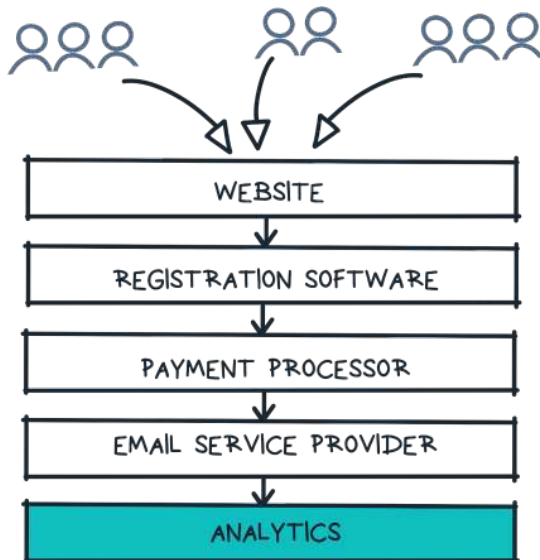 WEBSITE
REGISTRATION SOFTWARE
PAYMENT PROCESSOR
EMAIL SERVICE PROVIDER
ANALYTICS